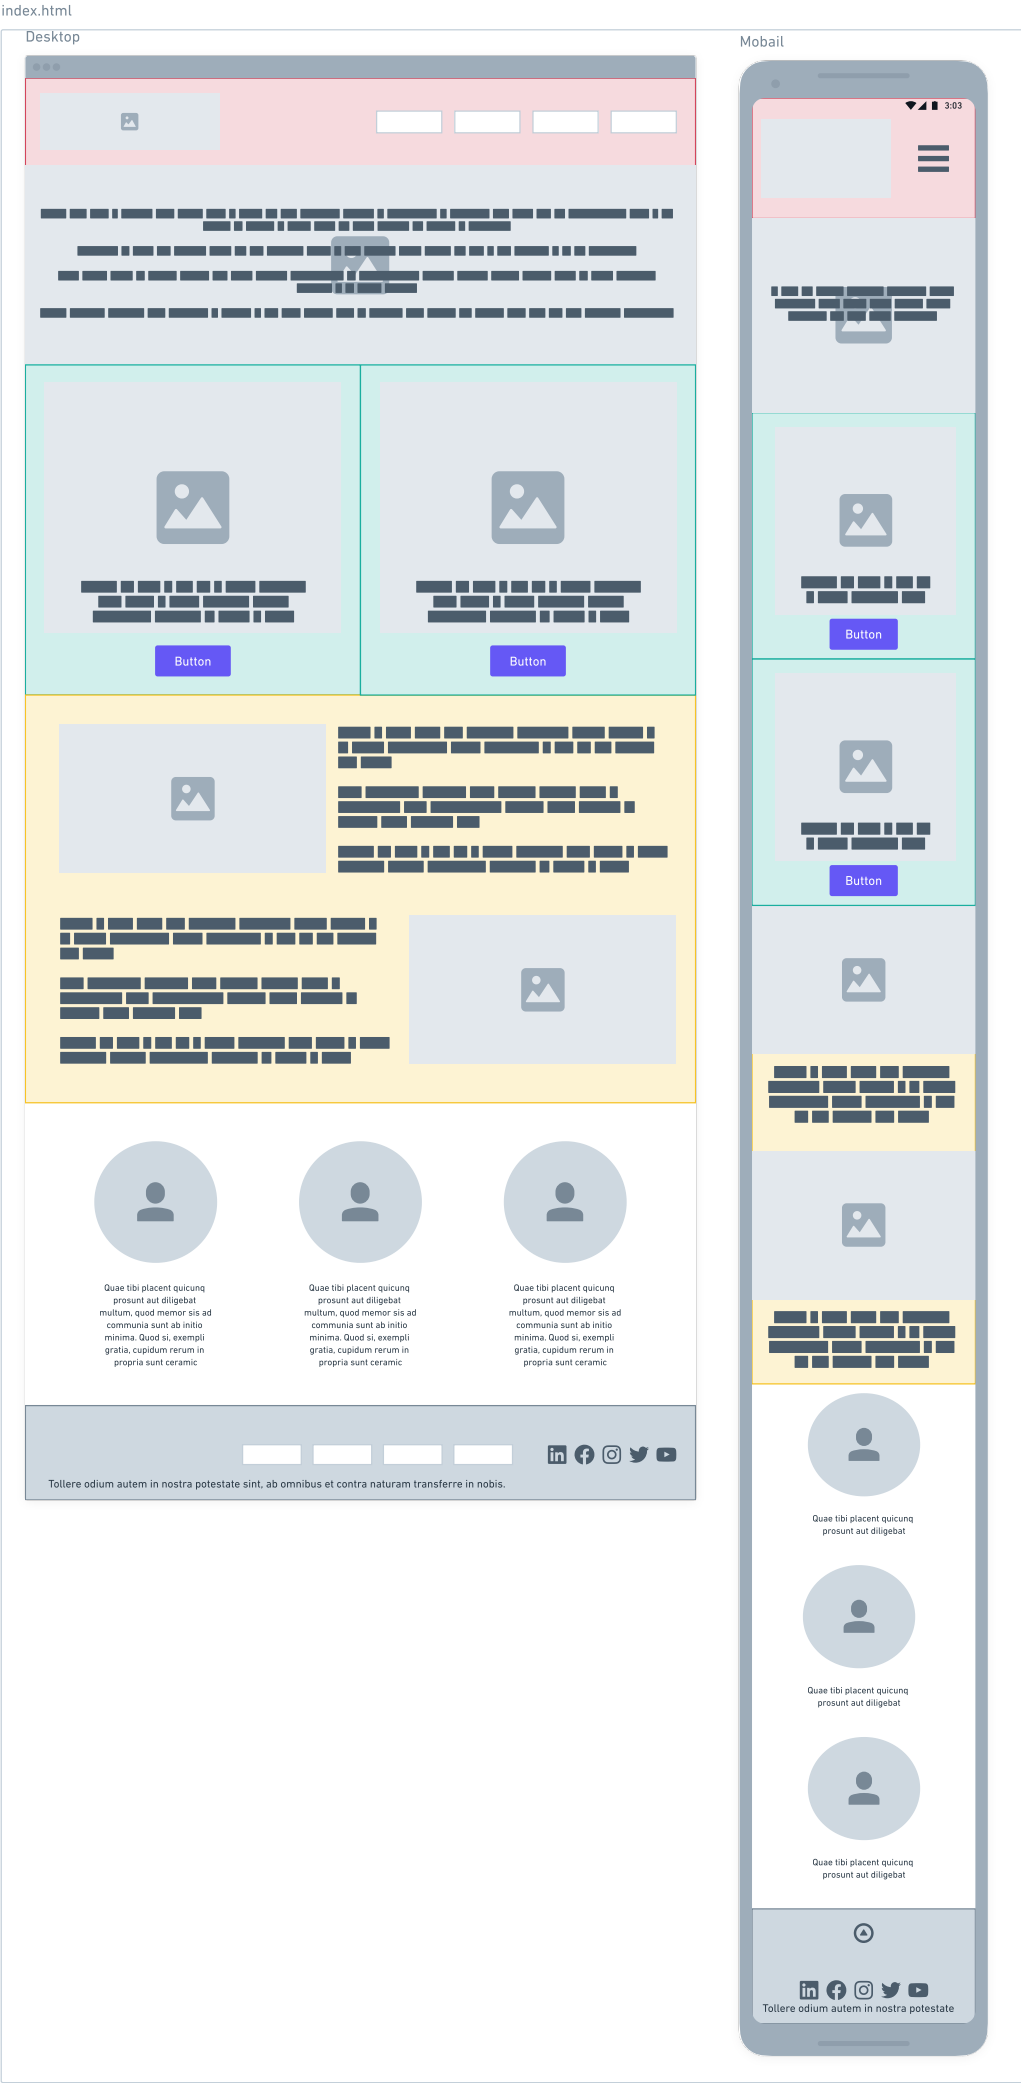 index.html
Desktop
Mobail
3:03
Button
Button
Quae tibi placent quicunq
prosunt aut diligebat
multum, quod memor sis ad
communia sunt ab initio
minima. Quod si, exempli
gratia, cupidum rerum in
propria sunt ceramic
Quae tibi placent quicunq
prosunt aut diligebat
multum, quod memor sis ad
communia sunt ab initio
minima. Quod si, exempli
gratia, cupidum rerum in
propria sunt ceramic
Quae tibi placent quicunq
prosunt aut diligebat
multum, quod memor sis ad
communia sunt ab initio
minima. Quod si, exempli
gratia, cupidum rerum in
propria sunt ceramic
Tollere odium autem in nostra potestate sint, ab omnibus et contra naturam transferre in nobis.
Button
Button
Quae tibi placent quicunq
prosunt aut diligebat
Quae tibi placent quicunq
prosunt aut diligebat
Quae tibi placent quicunq
prosunt aut diligebat
Tollere odium autem in nostra potestate